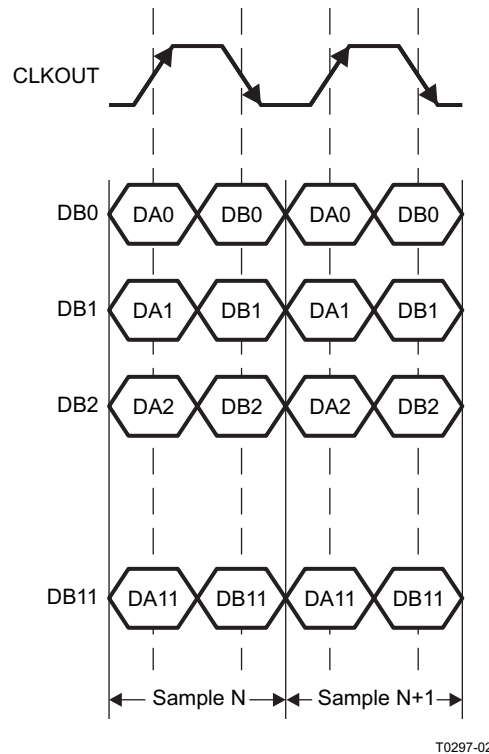 CLKOUT
DB0 DA0 DB0 DA0 DB0
DB1 DA1 DB1 DA1 DB1
DB2 DA2 DB2 DA2 DB2
DB11 DA11 DB11 DA11 DB11
Sample N Sample N+1
T0297-02